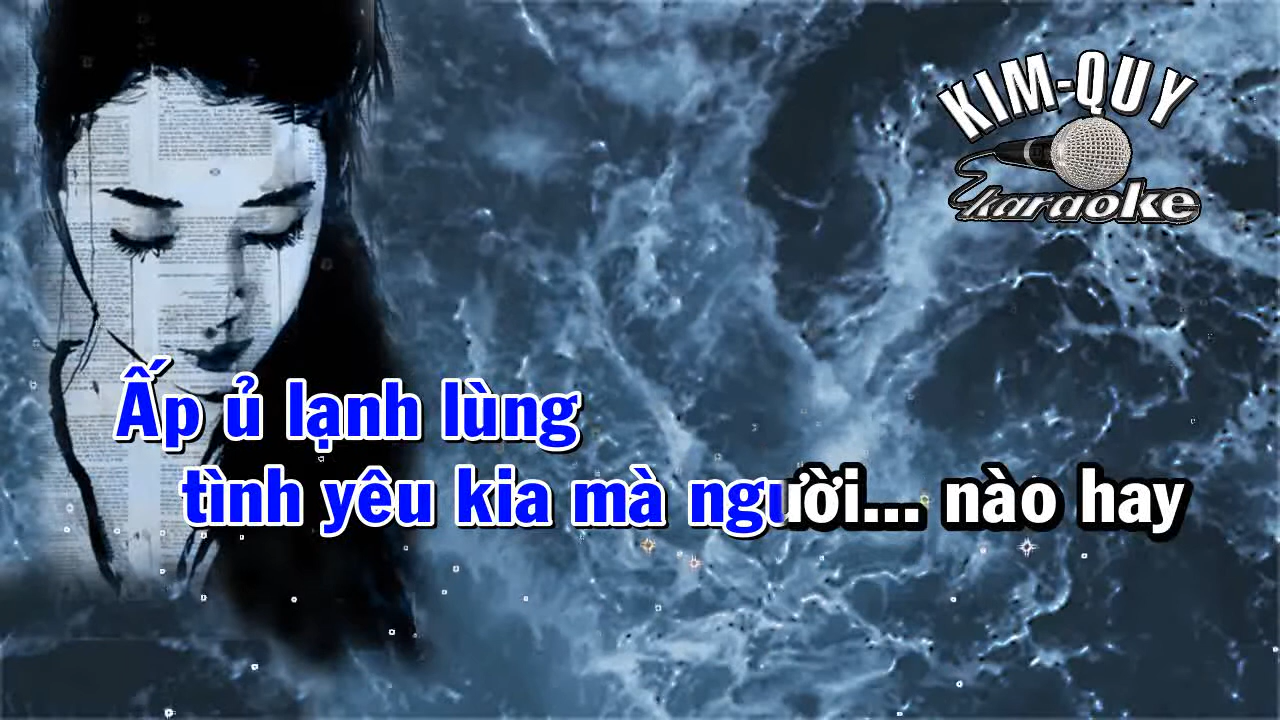 KIM-QUY
karaoke
Ấp ủ lạnh lùng
tình yêu kia mà người... nào hay